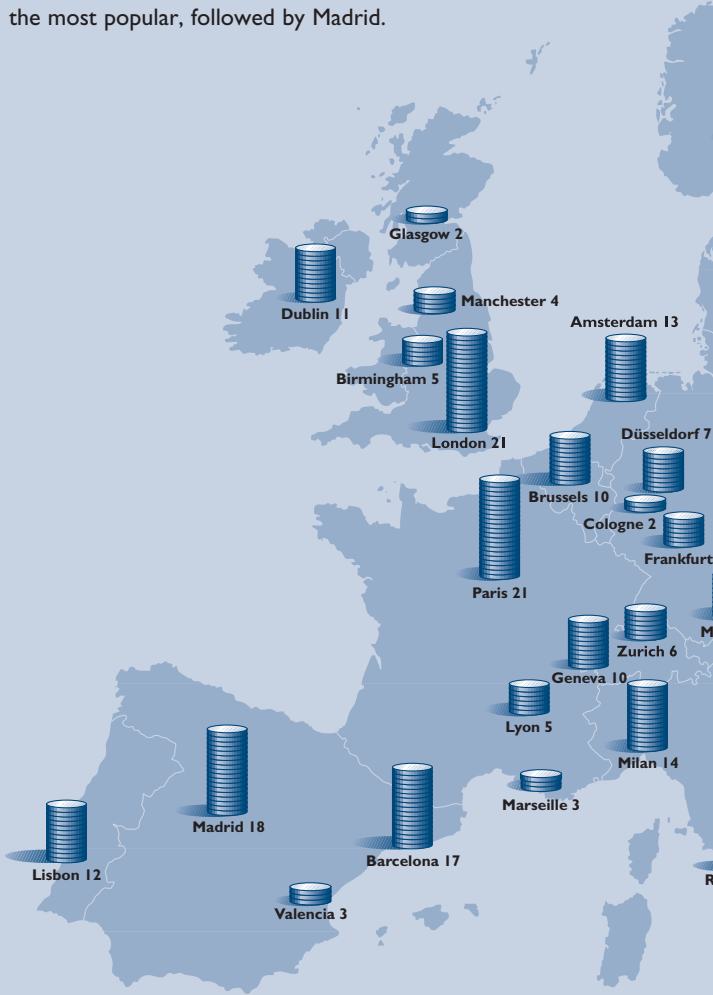 the most popular, followed by Madrid.
Glasgow 2
Dublin 11
Manchester 4
Amsterdam 13
Birmingham 5
London 21
Düsseldorf 7
Brussels 10
Cologne 2
Frankfurt
Paris 21
M
Zurich 6
Geneva 10
Lyon 5
Milan 14
Marseille 3
Madrid 18
Barcelona 17
Lisbon 12
R
Valencia 3